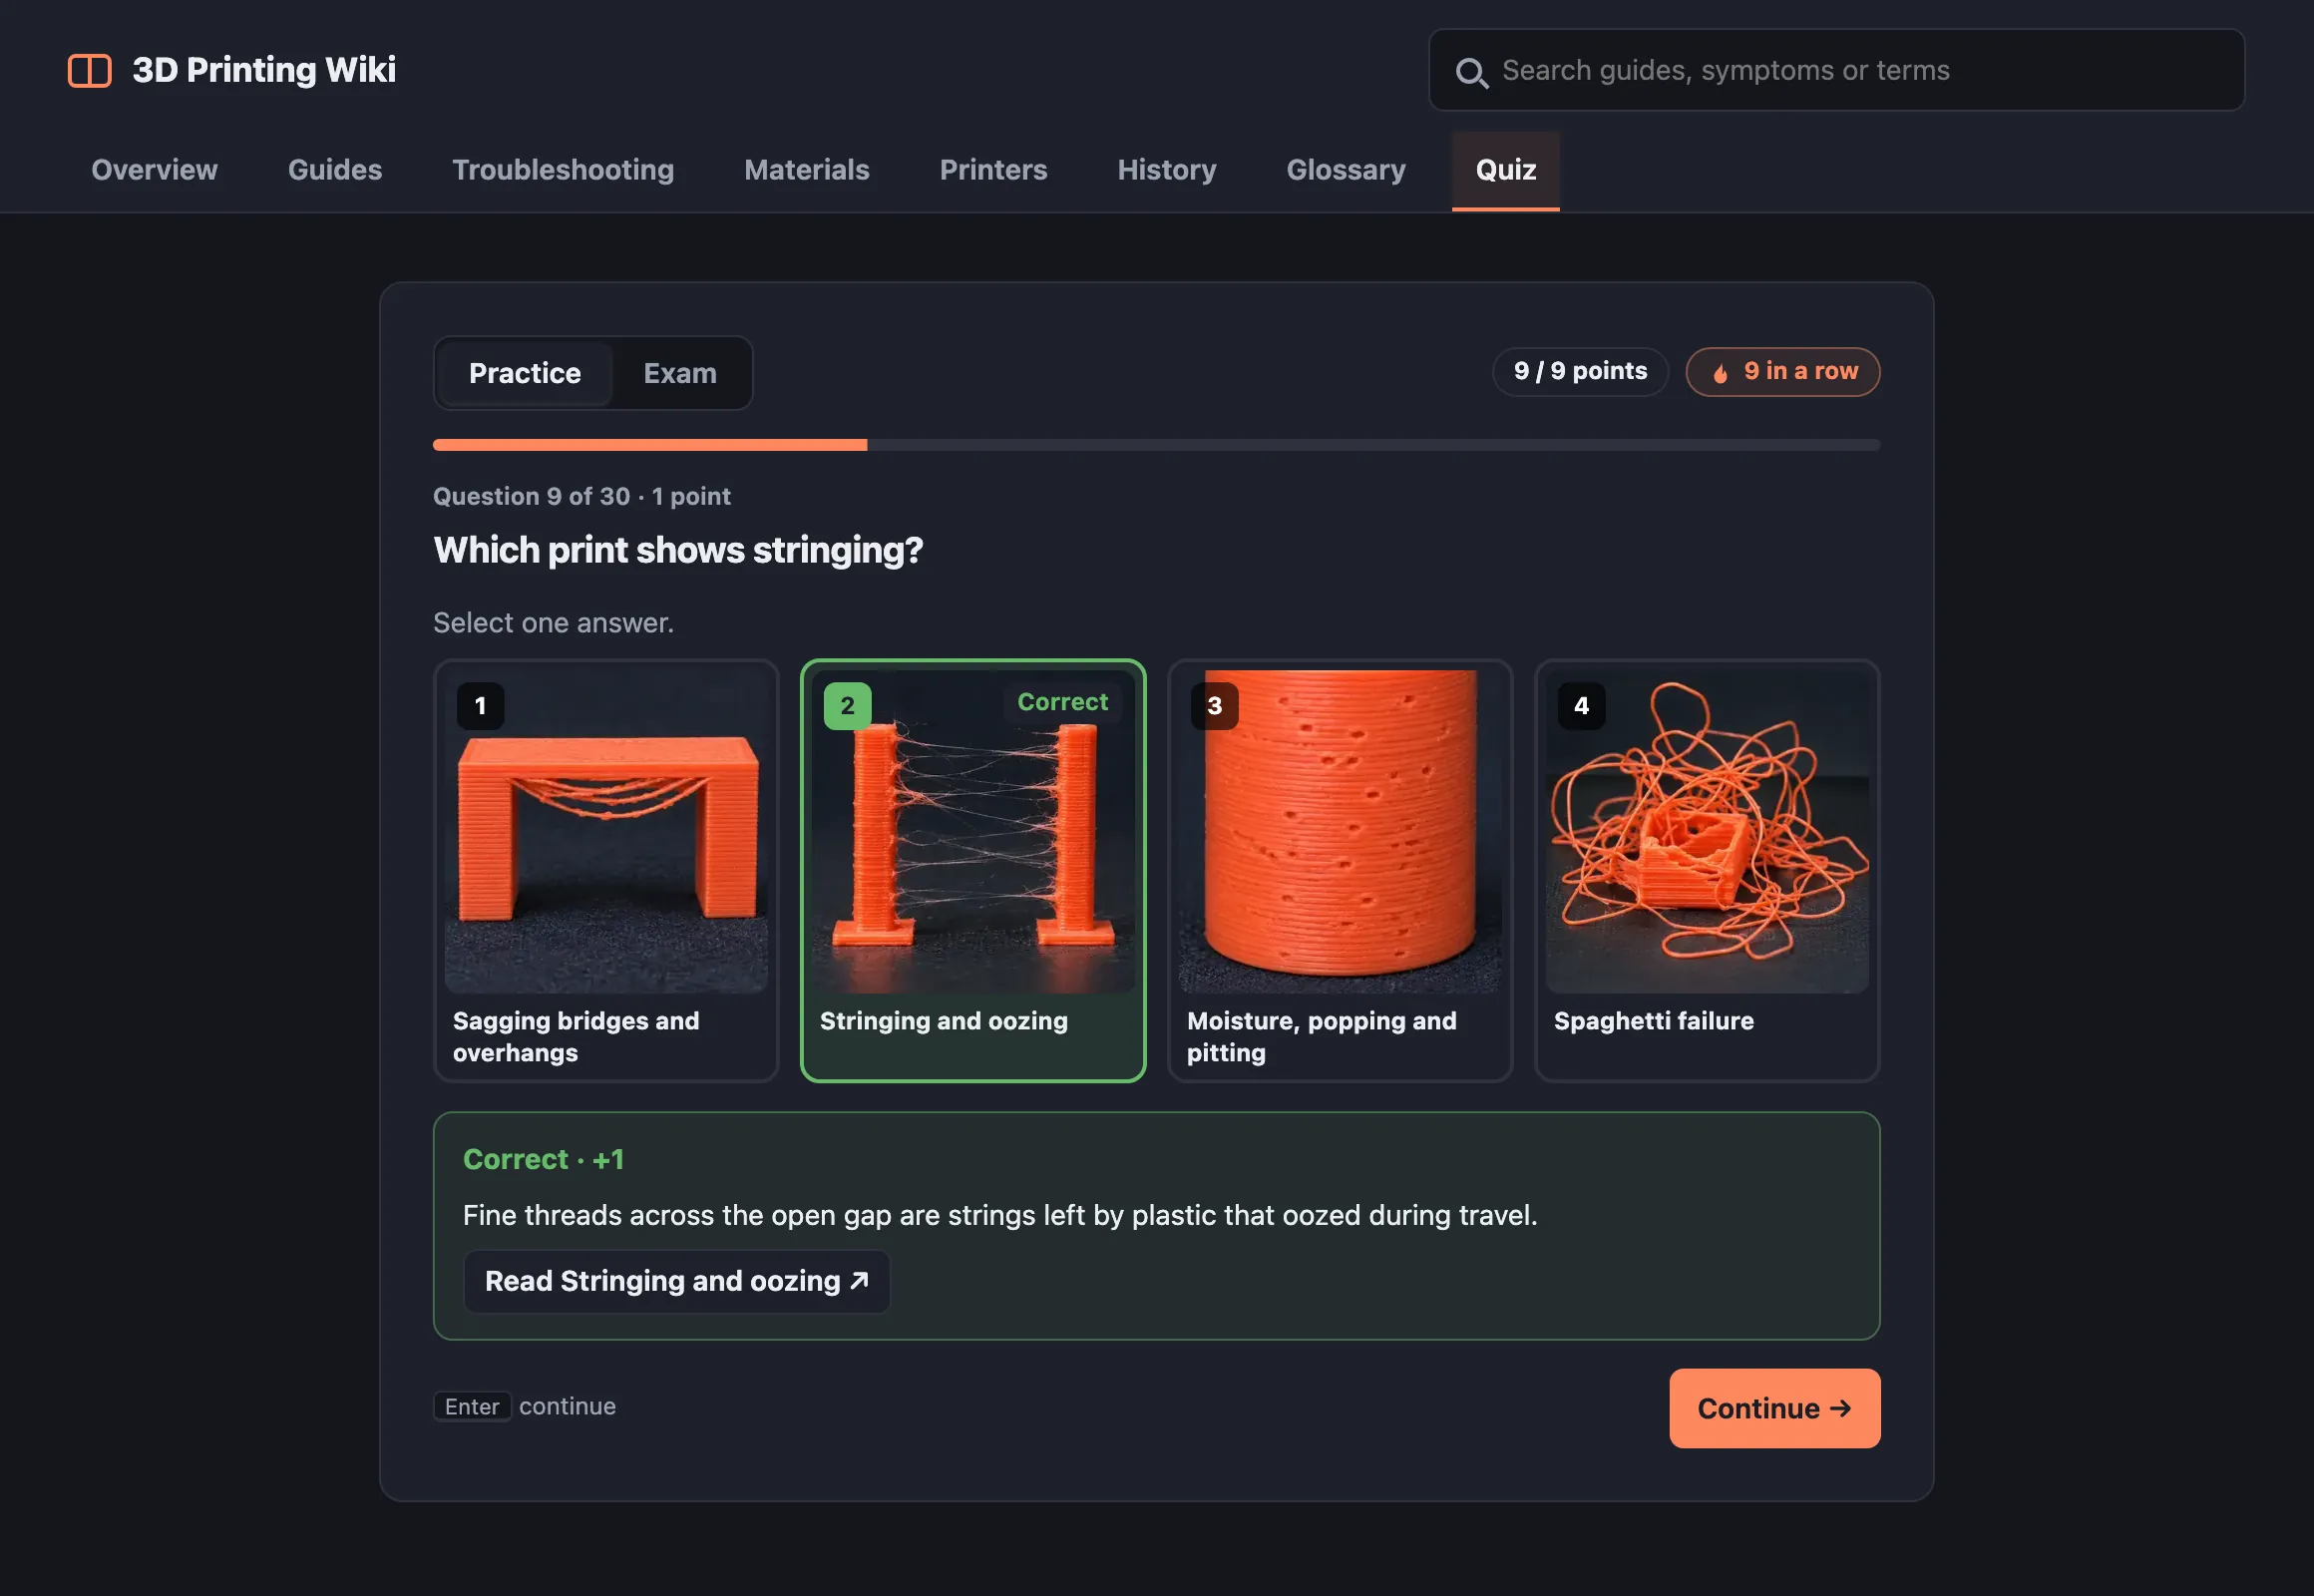 3D Printing Wiki
Search guides, symptoms or terms
Overview Guides Troubleshooting Materials Printers History Glossary Quiz
Practice Exam
9 / 9 points
9 in a row
Question 9 of 30 · 1 point
Which print shows stringing?
Select one answer.
1
Sagging bridges and
overhangs
2
Correct
Stringing and oozing
3
Moisture, popping and
pitting
4
Spaghetti failure
Correct · +1
Fine threads across the open gap are strings left by plastic that oozed during travel.
Read Stringing and oozing ↗
Enter continue
Continue →